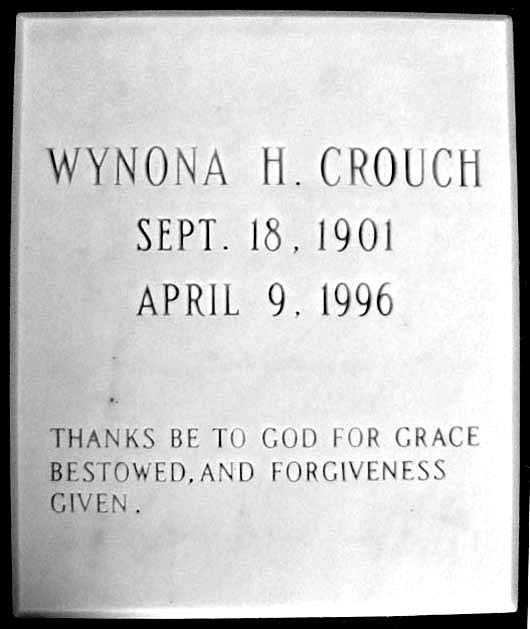 WYNONA H. CROUCH
SEPT. 18, 1901
APRIL 9, 1996
THANKS BE TO GOD FOR GRACE
BESTOWED, AND FORGIVENESS
GIVEN.